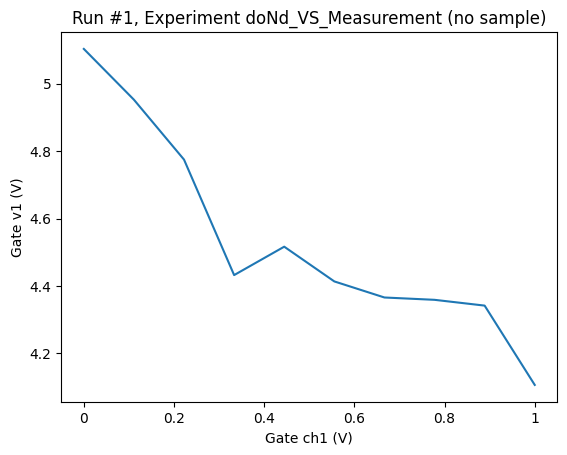 Run #1, Experiment doNd_VS_Measurement (no sample)
Gate v1 (V)
5
4.8
4.6
4.4
4.2
0 0.2 0.4 0.6 0.8 1
Gate ch1 (V)